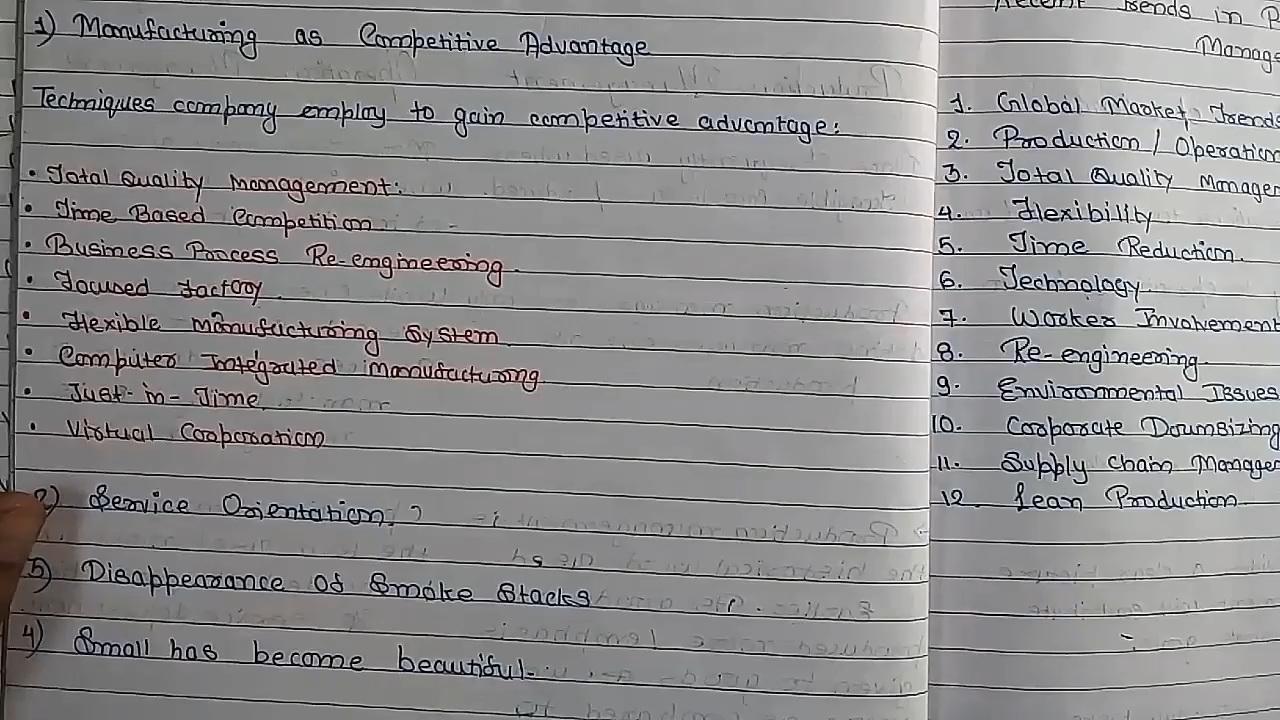 1) Manufacturing as Competitive Advantage
Techniques company employ to gain competitive advantage:
• Total Quality Management:
• Time Based Competition
• Business Process Re-engineering
• Focused factory
• Flexible manufacturing System
• Computer Integrated manufacturing
• Just-in-Time
• Virtual Corporation
2) Service Orientation
3) Disappearance Of Smoke Stacks
4) Small has become beautiful-
Recent Trends in P
Manage
1. Global Market Trends
2. Production / Operation
3. Total Quality Manager
4. Flexibility
5. Time Reduction
6. Technology
7. Worker Involvement
8. Re-engineering
9. Environmental Issues
10. Corporate Downsizing
11. Supply Chain Manage
12. Lean Production